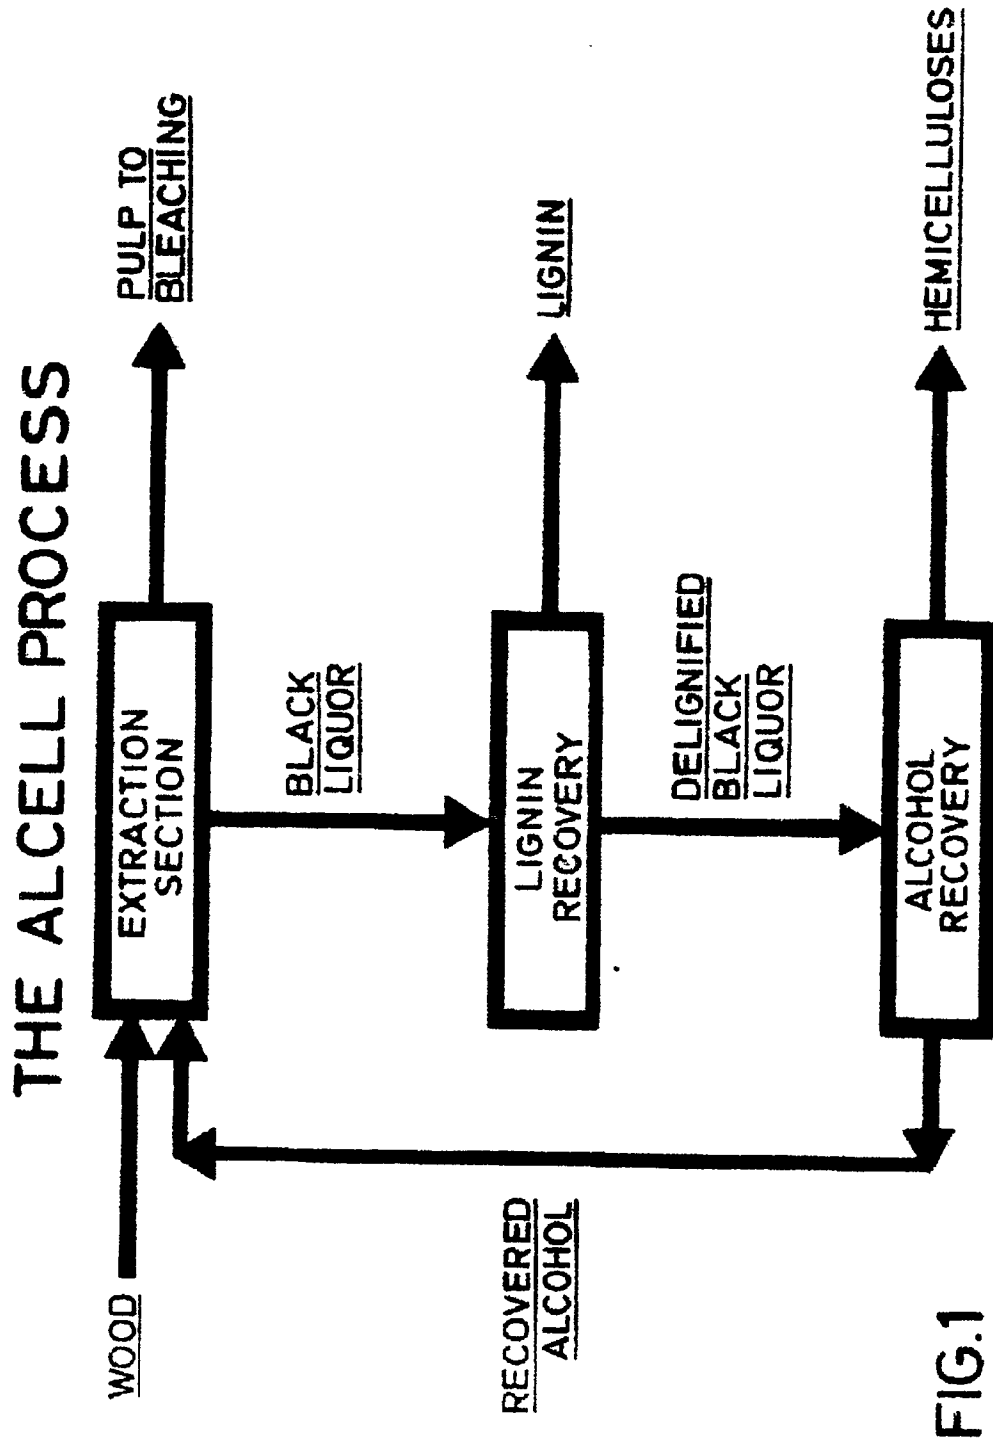 THE ALCELL PROCESS
WOOD
EXTRACTION
SECTION
PULP TO
BLEACHING
BLACK
LIQUOR
LIGNIN
RECOVERY
LIGNIN
RECOVERED
ALCOHOL
DELIGNIFIED
BLACK
LIQUOR
ALCOHOL
RECOVERY
HEMICELLULOSES
FIG.1